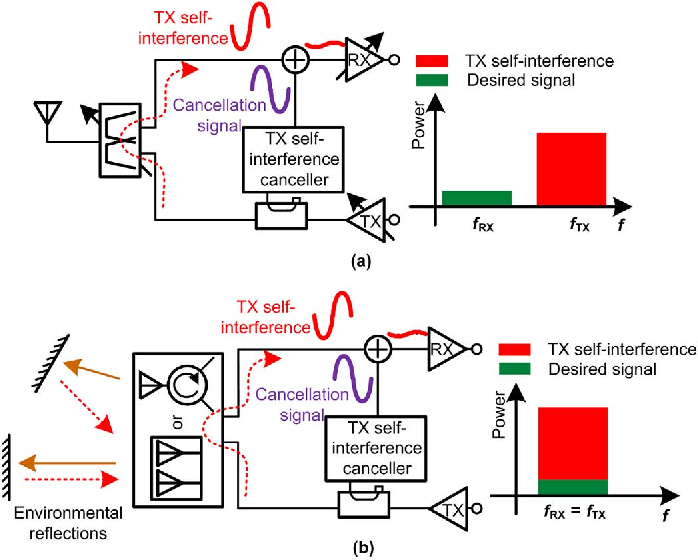 TX self-
interference
RX
TX self-interference
Desired signal
Cancellation
signal
Power
TX self-
interference
canceller
TX
fRX
fTX
f
(a)
TX self-
interference
RX
TX self-interference
Desired signal
Cancellation
signal
or
Power
TX self-
interference
canceller
TX
Environmental
reflections
fRX = fTX
f
(b)